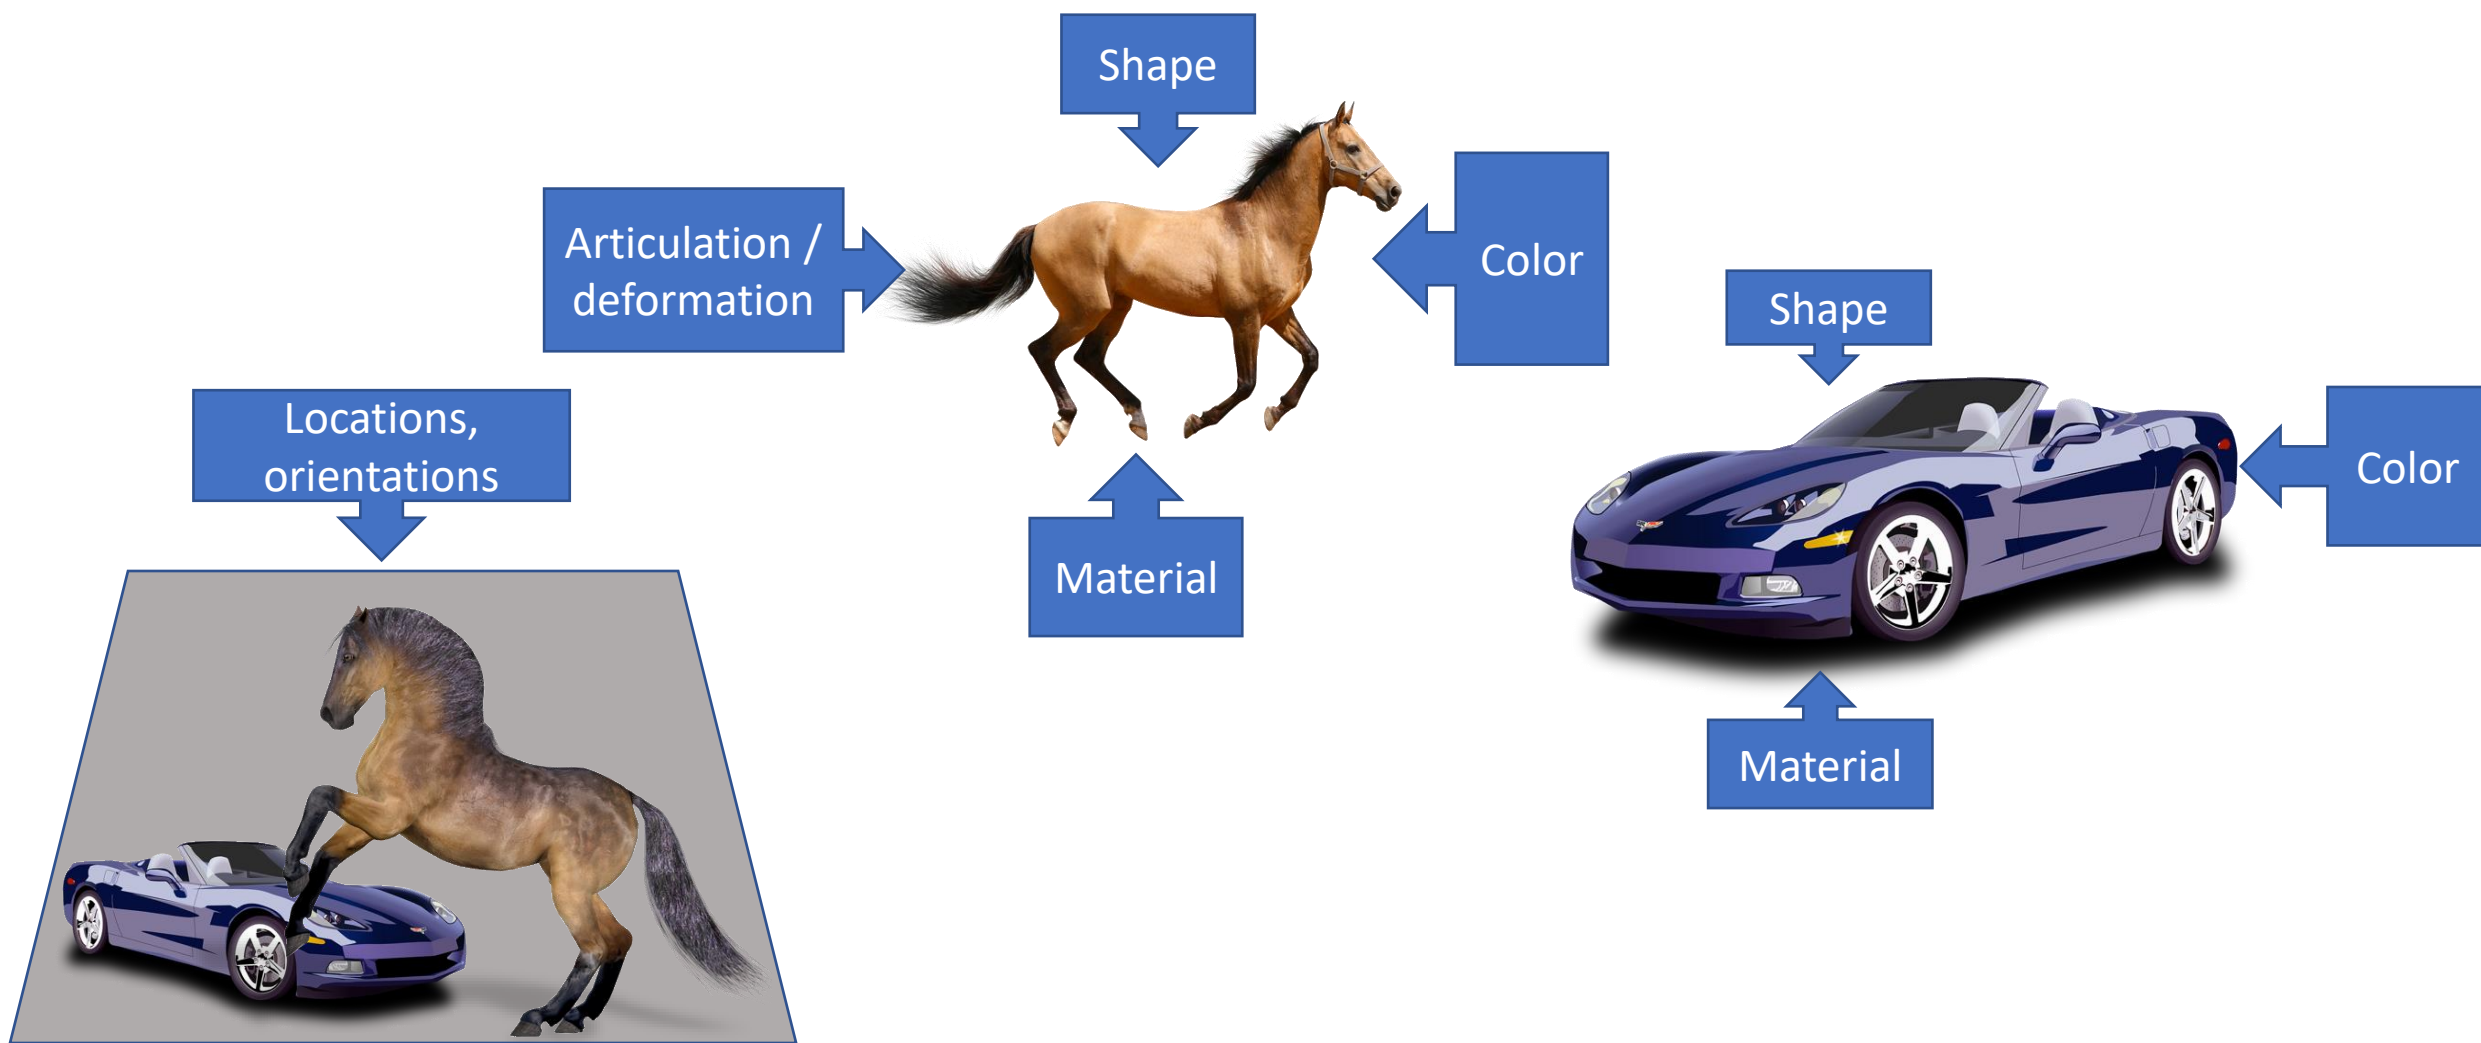 Shape
Articulation /
deformation
Color
Shape
Locations,
orientations
Color
Material
Material